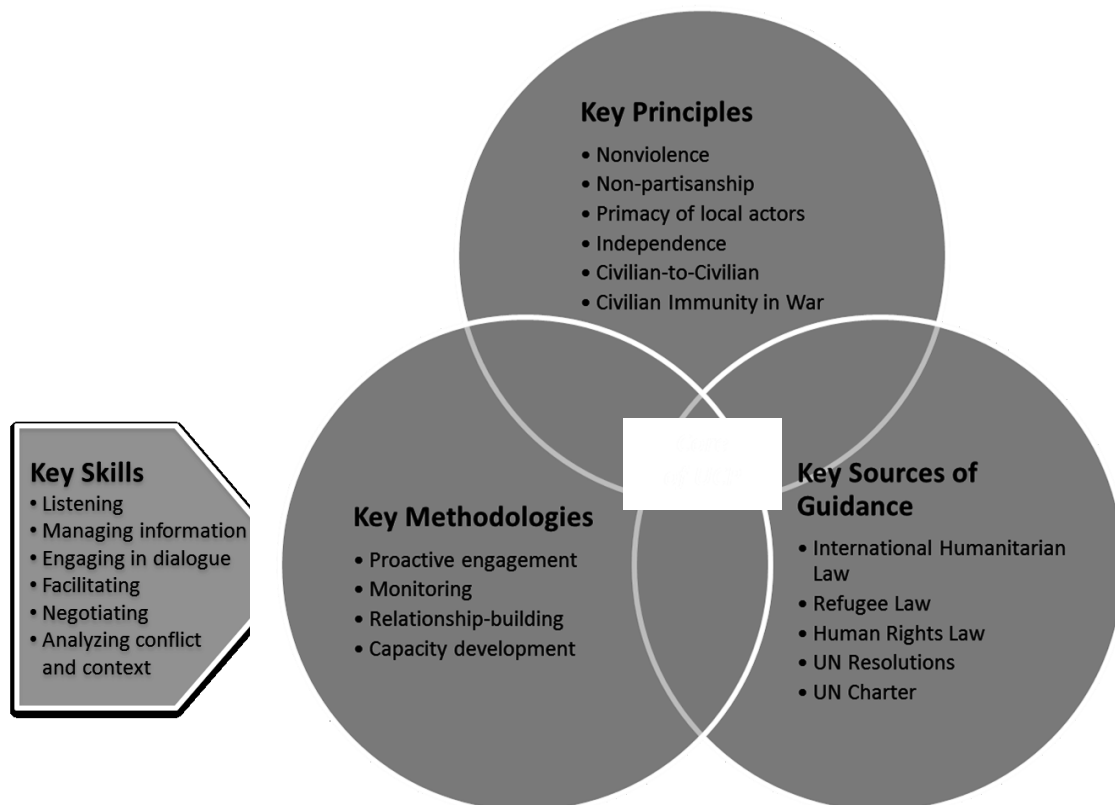 Key Principles
• Nonviolence
• Non-partisanship
• Primacy of local actors
• Independence
• Civilian-to-Civilian
• Civilian Immunity in War
Key Skills
• Listening
• Managing information
• Engaging in dialogue
• Facilitating
• Negotiating
• Analyzing conflict
and context
Key Methodologies
• Proactive engagement
• Monitoring
• Relationship-building
• Capacity development
Key Sources of
Guidance
• International Humanitarian
Law
• Refugee Law
• Human Rights Law
• UN Resolutions
• UN Charter